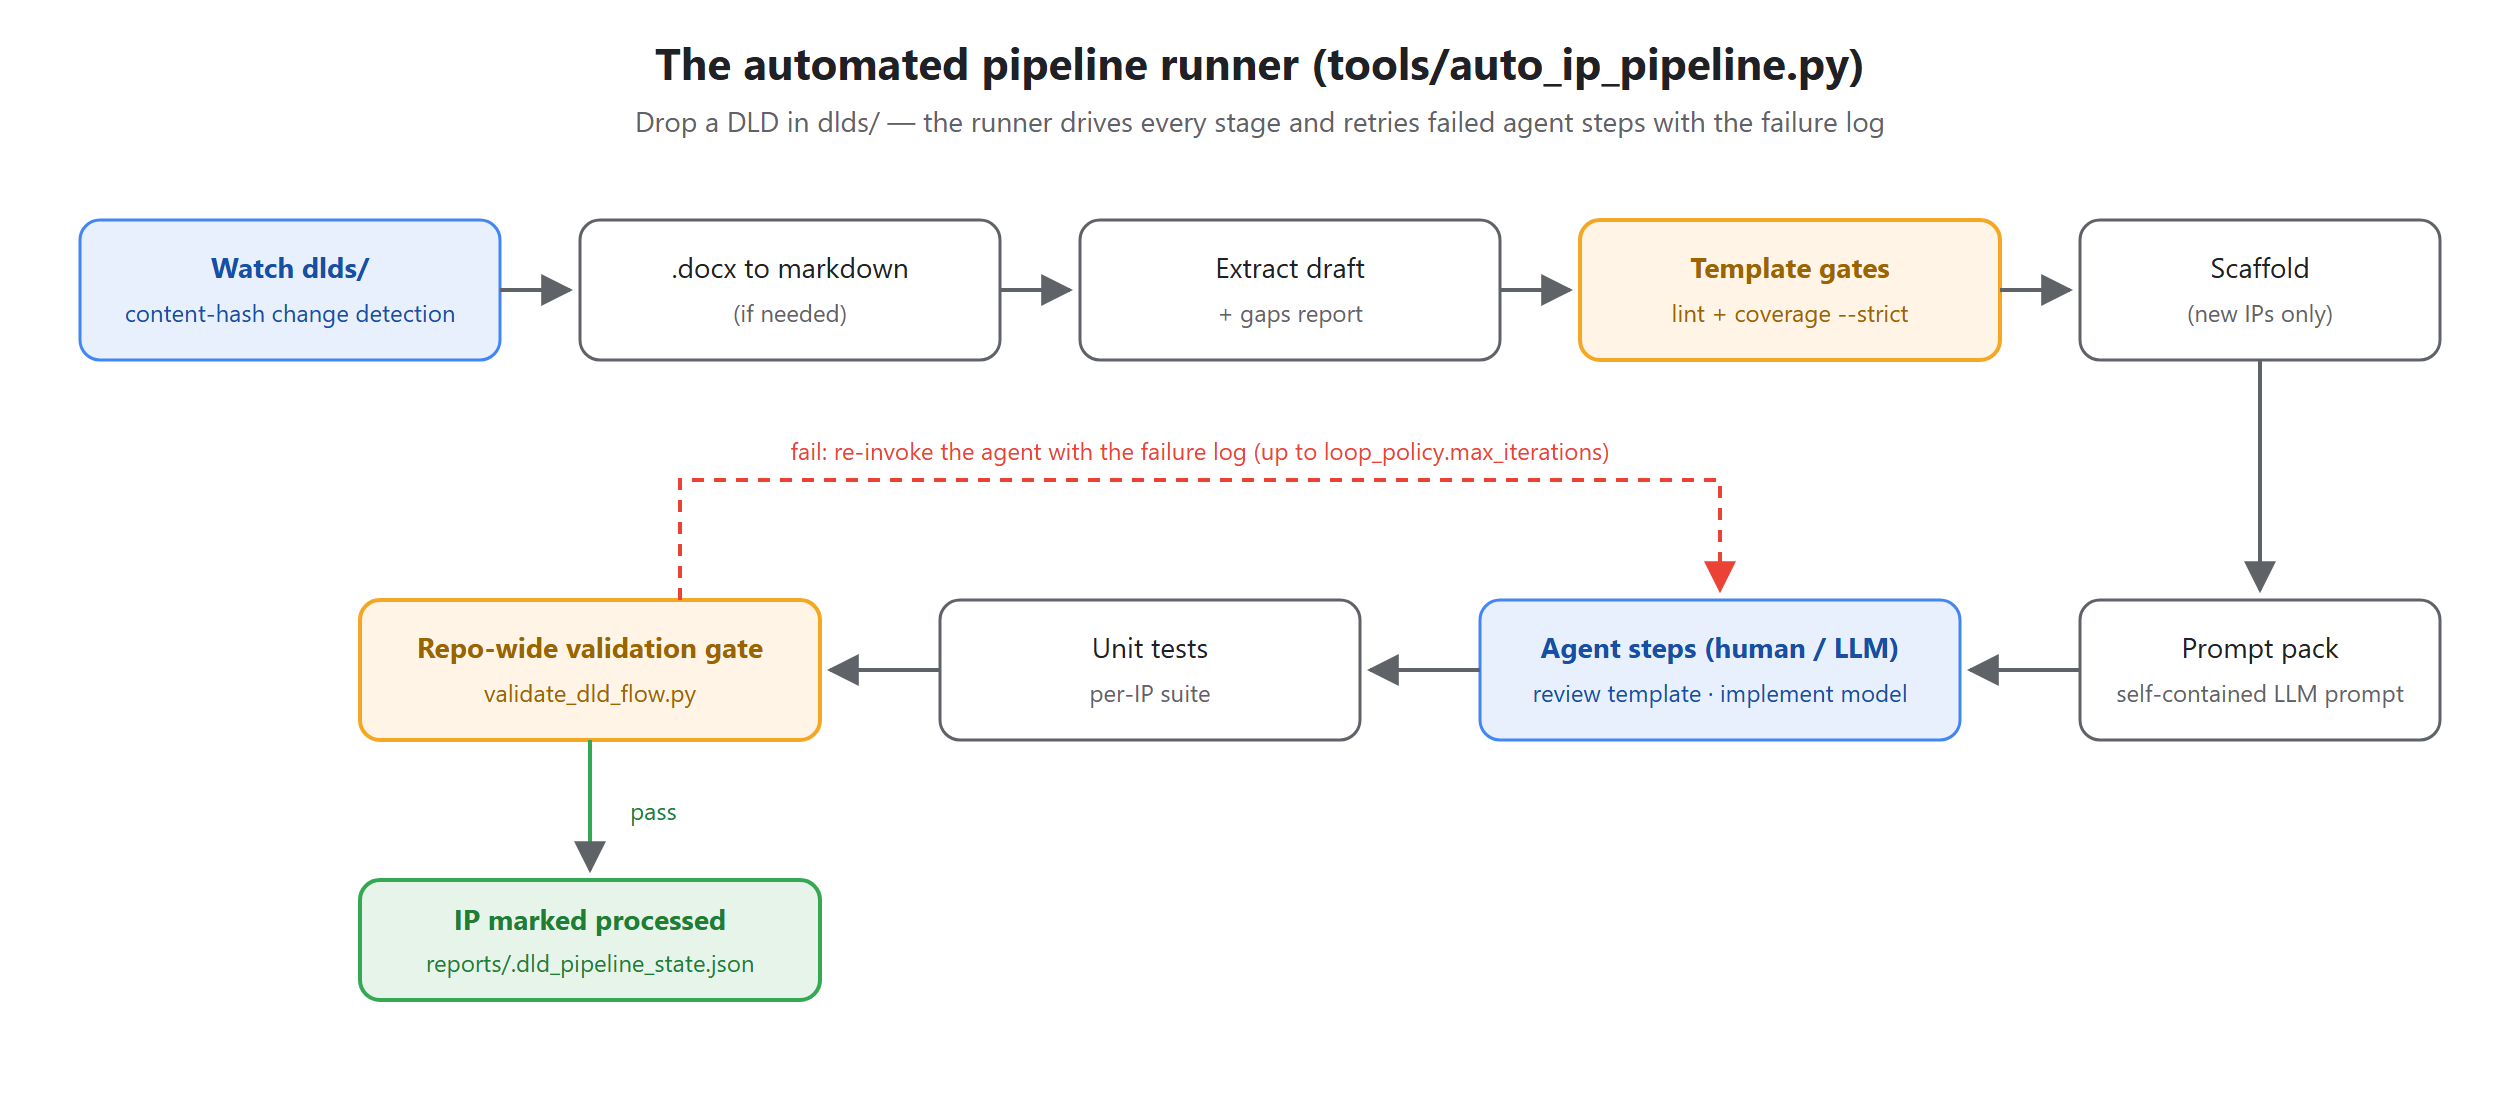 The automated pipeline runner (tools/auto_ip_pipeline.py)
Drop a DLD in dlds/ — the runner drives every stage and retries failed agent steps with the failure log
Watch dlds/
content-hash change detection
.docx to markdown
(if needed)
Extract draft
+ gaps report
Template gates
lint + coverage --strict
Scaffold
(new IPs only)
fail: re-invoke the agent with the failure log (up to loop_policy.max_iterations)
Repo-wide validation gate
validate_dld_flow.py
Unit tests
per-IP suite
Agent steps (human / LLM)
review template · implement model
Prompt pack
self-contained LLM prompt
pass
IP marked processed
reports/.dld_pipeline_state.json